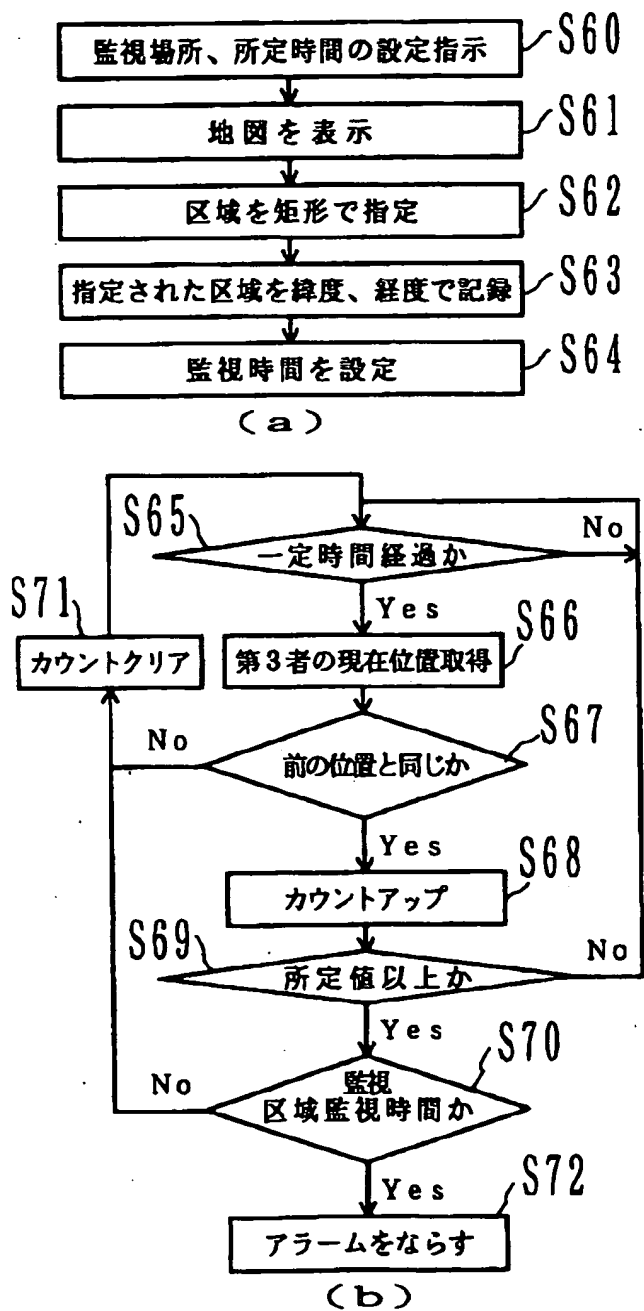 監視場所、所定時間の設定指示
S60
地図を表示
S61
区域を矩形で指定
S62
指定された区域を緯度、経度で記録
S63
監視時間を設定
S64
(a)
S65
一定時間経過か
No
Yes
S71
カウントクリア
S66
第3者の現在位置取得
No
S67
前の位置と同じか
Yes
S68
カウントアップ
S69
所定値以上か
No
Yes
S70
No
監視
区域監視時間か
Yes
S72
アラームをならす
(b)